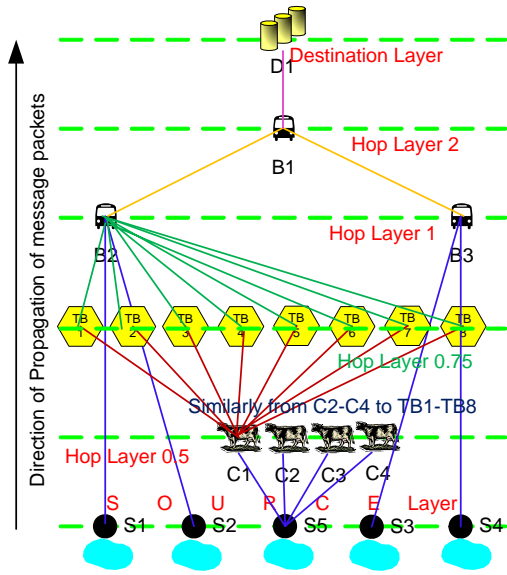 Destination Layer
D1
Hop Layer 2
B1
Hop Layer 1
B2
B3
TB 1
TB 2
TB 3
TB 4
TB 5
TB 6
TB 7
TB 8
Hop Layer 0.75
Similarly from C2-C4 to TB1-TB8
Hop Layer 0.5
C1
C2
C3
C4
S O U R C E Layer
S1
S2
S5
S3
S4
Direction of Propagation of message packets